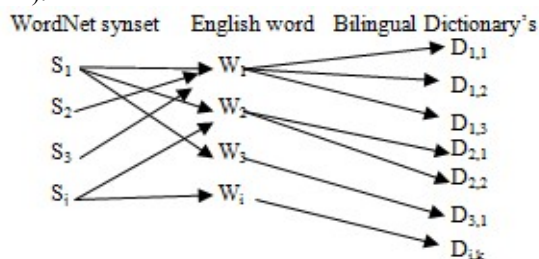 WordNet synset English word Bilingual Dictionary's
S1 W1 D1,1
D1,2
S2 W2 D1,3
D2,1
S3 W3 D2,2
Si Wi D3,1
Di,k